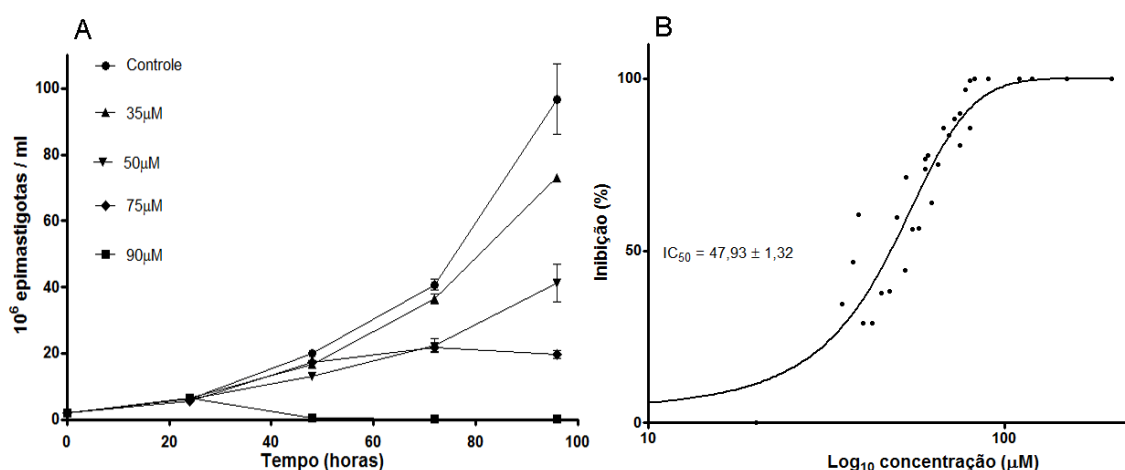 A
Controle
35μM
50μM
75μM
90μM
10⁶ epimastigotas / ml
100
80
60
40
20
0
0 20 40 60 80 100
Tempo (horas)
B
Inibição (%)
100
50
0
IC₅₀ = 47,93 ± 1,32
10 100
Log₁₀ concentração (μM)